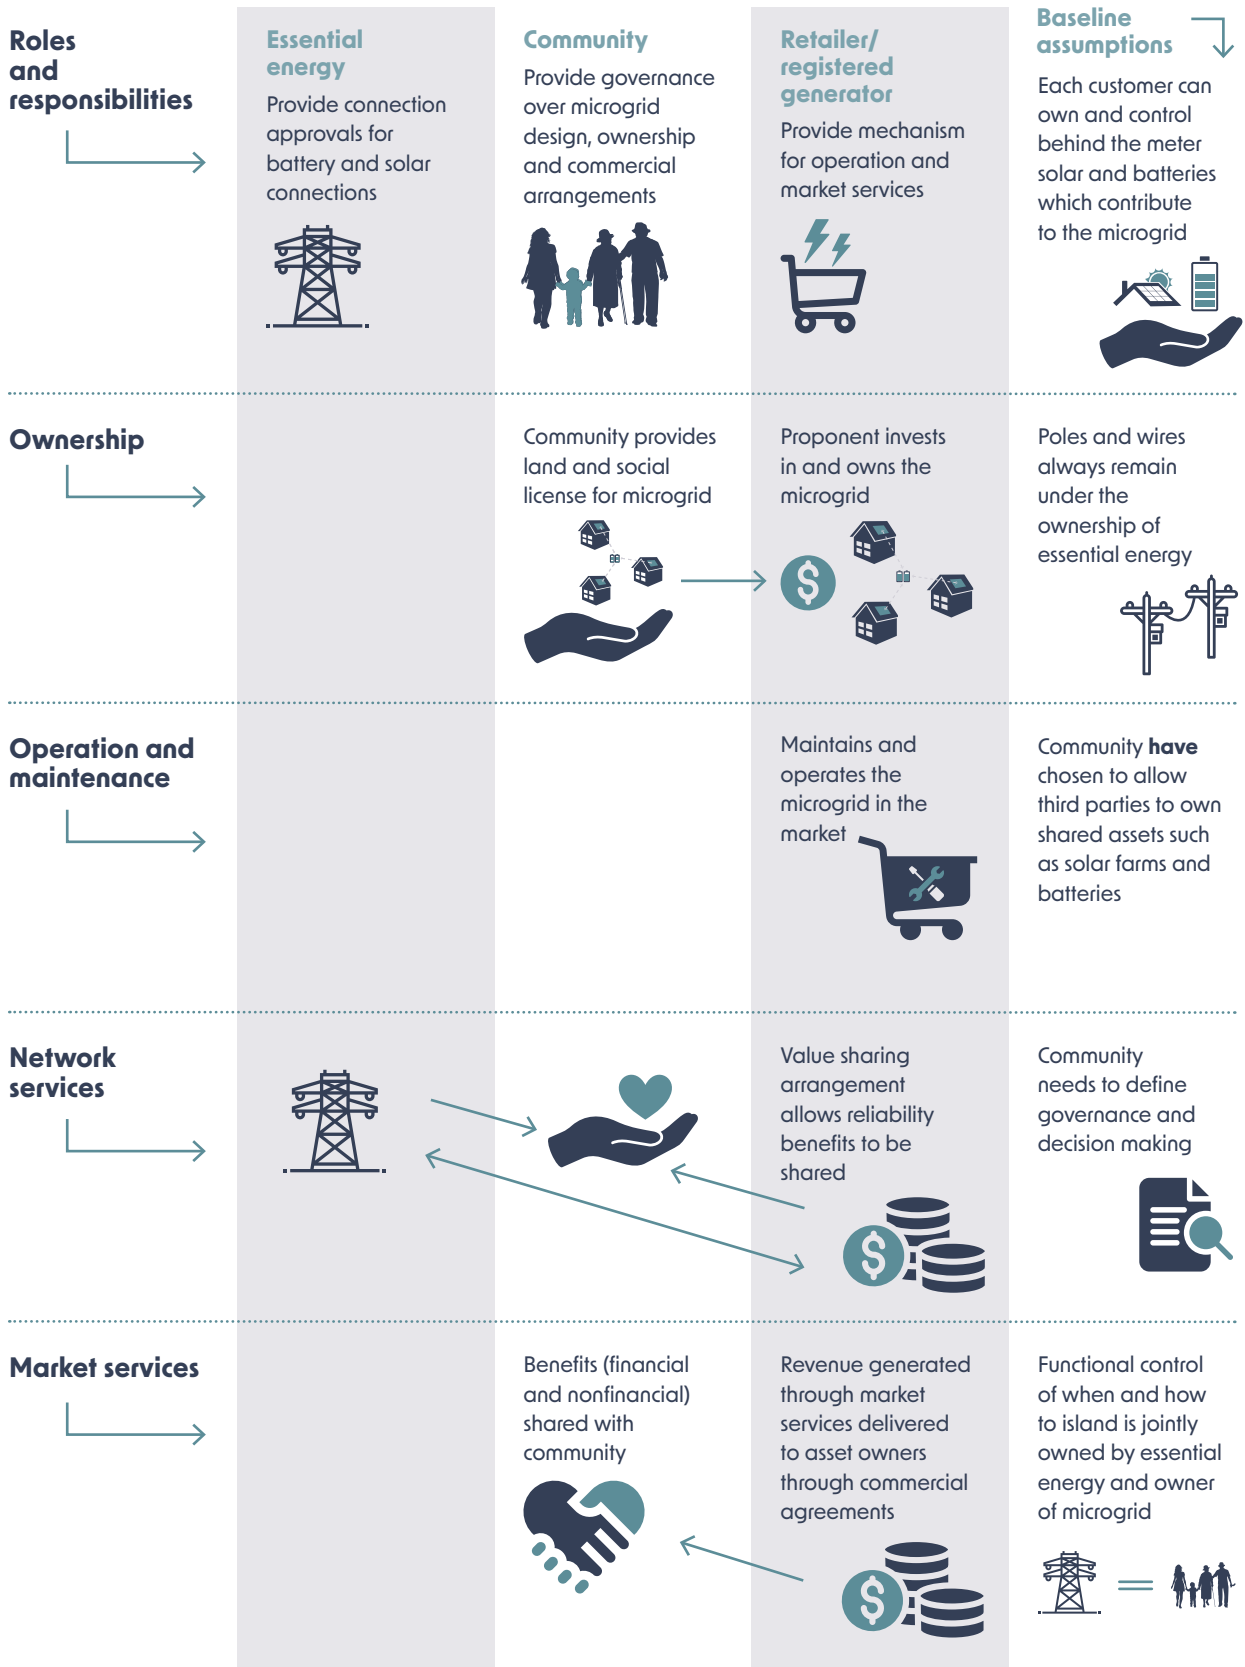 Roles
and
responsibilities
Essential
energy
Provide connection
approvals for
battery and solar
connections
Community
Provide governance
over microgrid
design, ownership
and commercial
arrangements
Retailer/
registered
generator
Provide mechanism
for operation and
market services
Baseline
assumptions
Each customer can
own and control
behind the meter
solar and batteries
which contribute
to the microgrid
Ownership
Community provides
land and social
license for microgrid
Proponent invests
in and owns the
microgrid
$
Poles and wires
always remain
under the
ownership of
essential energy
Operation and
maintenance
Maintains and
operates the
microgrid in the
market
Community have
chosen to allow
third parties to own
shared assets such
as solar farms and
batteries
Network
services
Value sharing
arrangement
allows reliability
benefits to be
shared
$
Community
needs to define
governance and
decision making
Market services
Benefits (financial
and nonfinancial)
shared with
community
Revenue generated
through market
services delivered
to asset owners
through commercial
agreements
$
Functional control
of when and how
to island is jointly
owned by essential
energy and owner
of microgrid
=